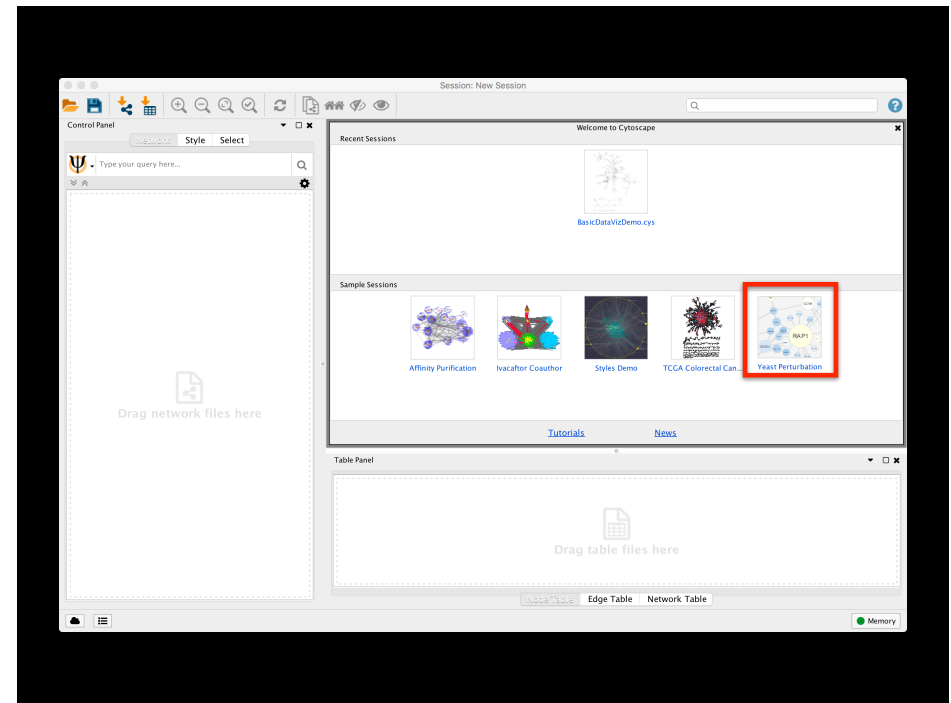 Session: New Session
Control Panel
Network Style Select
Type your query here...
Drag network files here
Welcome to Cytoscape
Recent Sessions
BasicDataVizDemo.cys
Sample Sessions
RAP1
Affinity Purification Ivacaftor Coauthor Styles Demo TCGA Colorectal Can... Yeast Perturbation
Tutorials News
Table Panel
Drag table files here
Node Table Edge Table Network Table
Memory